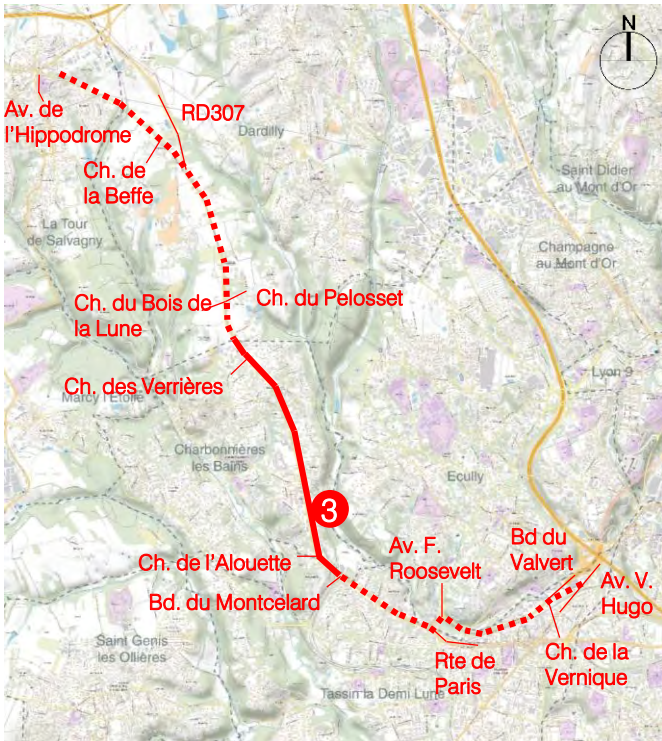 N
Av. de
l'Hippodrome
RD307
Dardilly
Ch. de
la Beffe
Saint Didier
au Mont d'Or
La Tour
de Salvagny
Champagne
au Mont d'Or
Ch. du Bois de
la Lune
Ch. du Pelosset
Ch. des Verrières
Marcy l'Etoile
Lyon 9
Charbonnières
les Bains
Ecully
3
Ch. de l'Alouette
Av. F.
Roosevelt
Bd du
Valvert
Bd. du Montcelard
Av. V.
Hugo
Saint Genis
les Ollières
Rte de
Paris
Ch. de la
Vernique
Tassin la Demi Lune